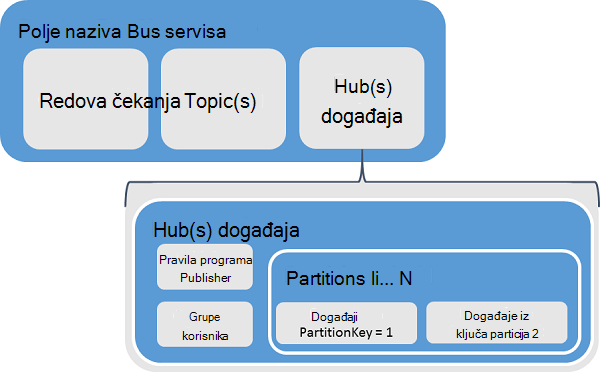 Polje naziva Bus servisa
Redova čekanja
Topic(s)
Hub(s)
događaja
Hub(s) događaja
Pravila programa
Publisher
Grupe
korisnika
Partitions li... N
Događaji
PartitionKey = 1
Događaje iz
ključa particija 2